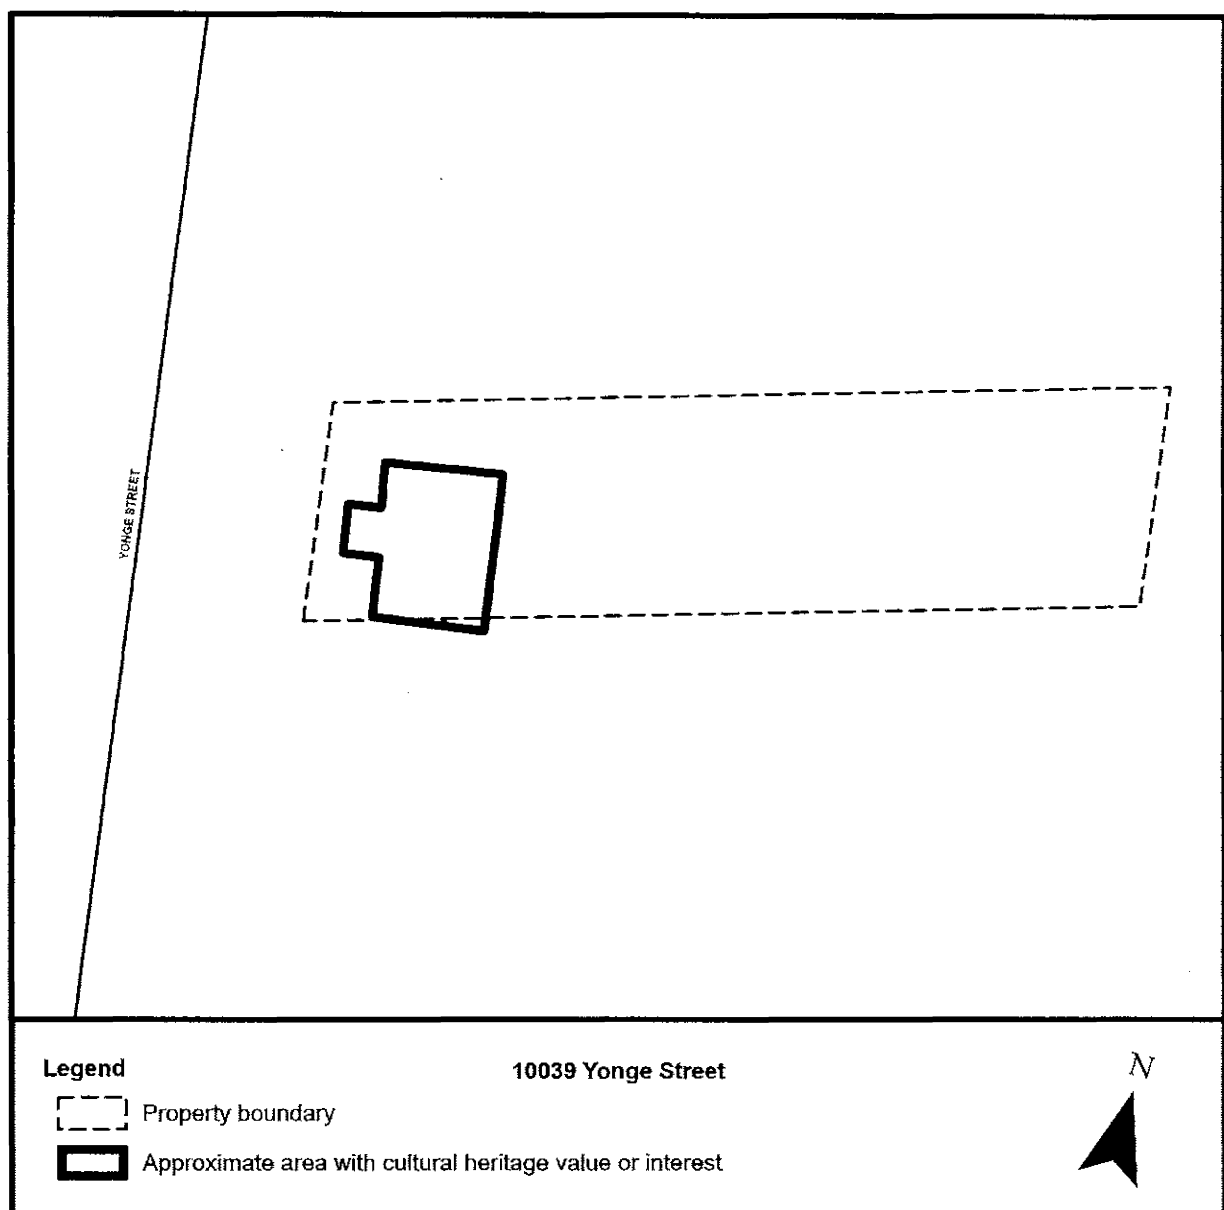 YONGE STREET
Legend
10039 Yonge Street
N
Property boundary
Approximate area with cultural heritage value or interest